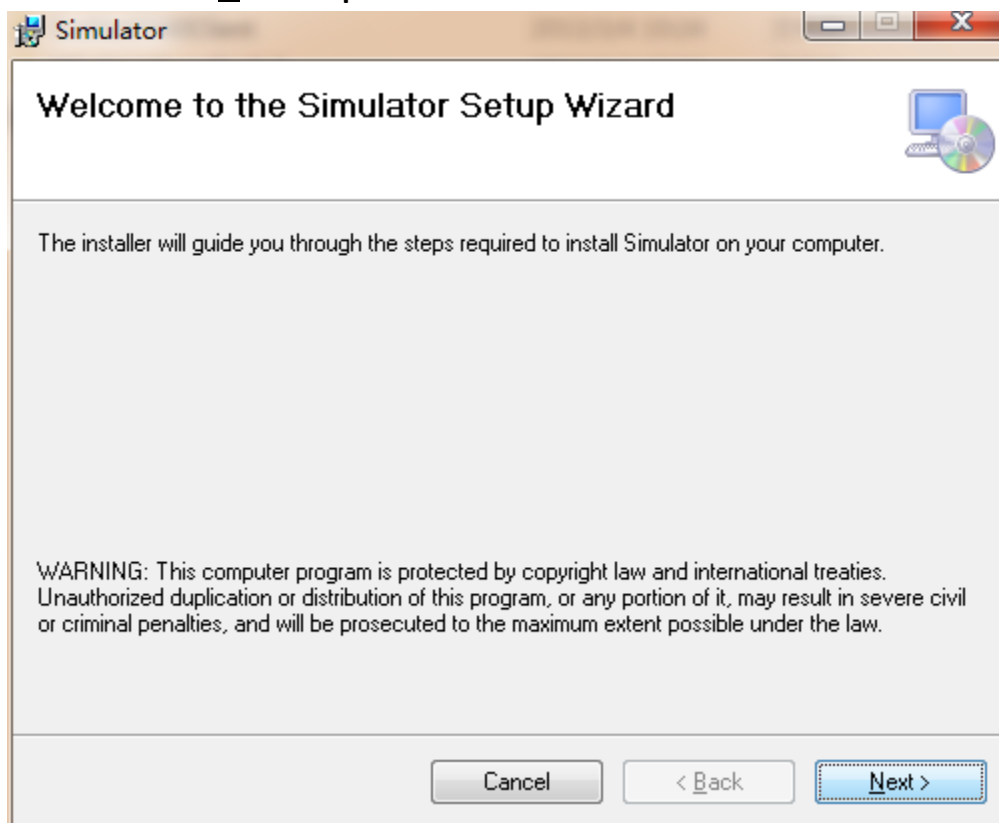 Simulator
Welcome to the Simulator Setup Wizard
The installer will guide you through the steps required to install Simulator on your computer.
WARNING: This computer program is protected by copyright law and international treaties.
Unauthorized duplication or distribution of this program, or any portion of it, may result in severe civil
or criminal penalties, and will be prosecuted to the maximum extent possible under the law.
Cancel < Back Next >